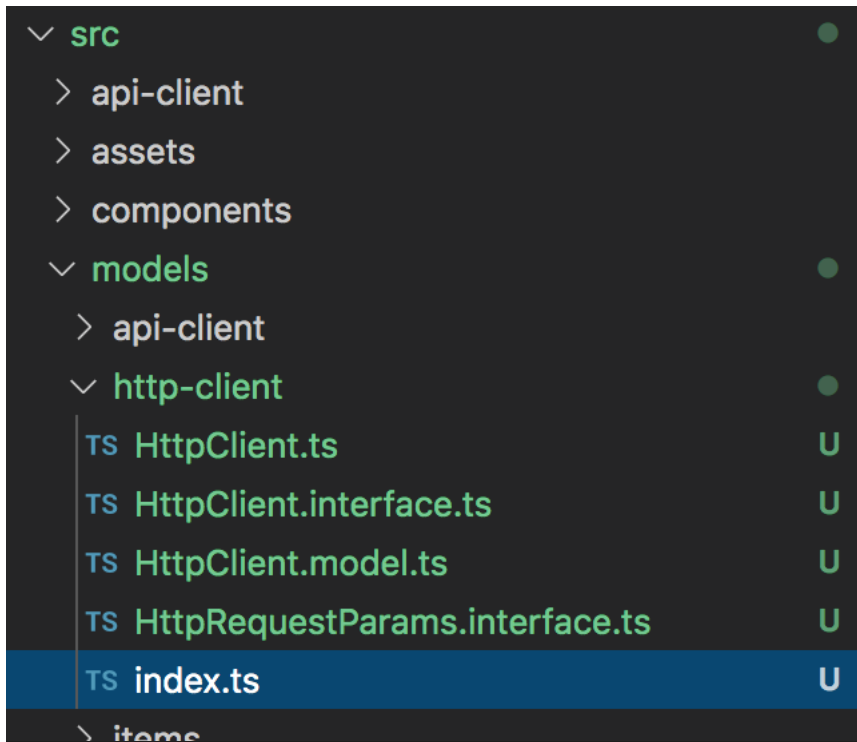 src
api-client
assets
components
models
api-client
http-client
TS HttpClient.ts U
TS HttpClient.interface.ts U
TS HttpClient.model.ts U
TS HttpRequestParams.interface.ts U
TS index.ts U
items